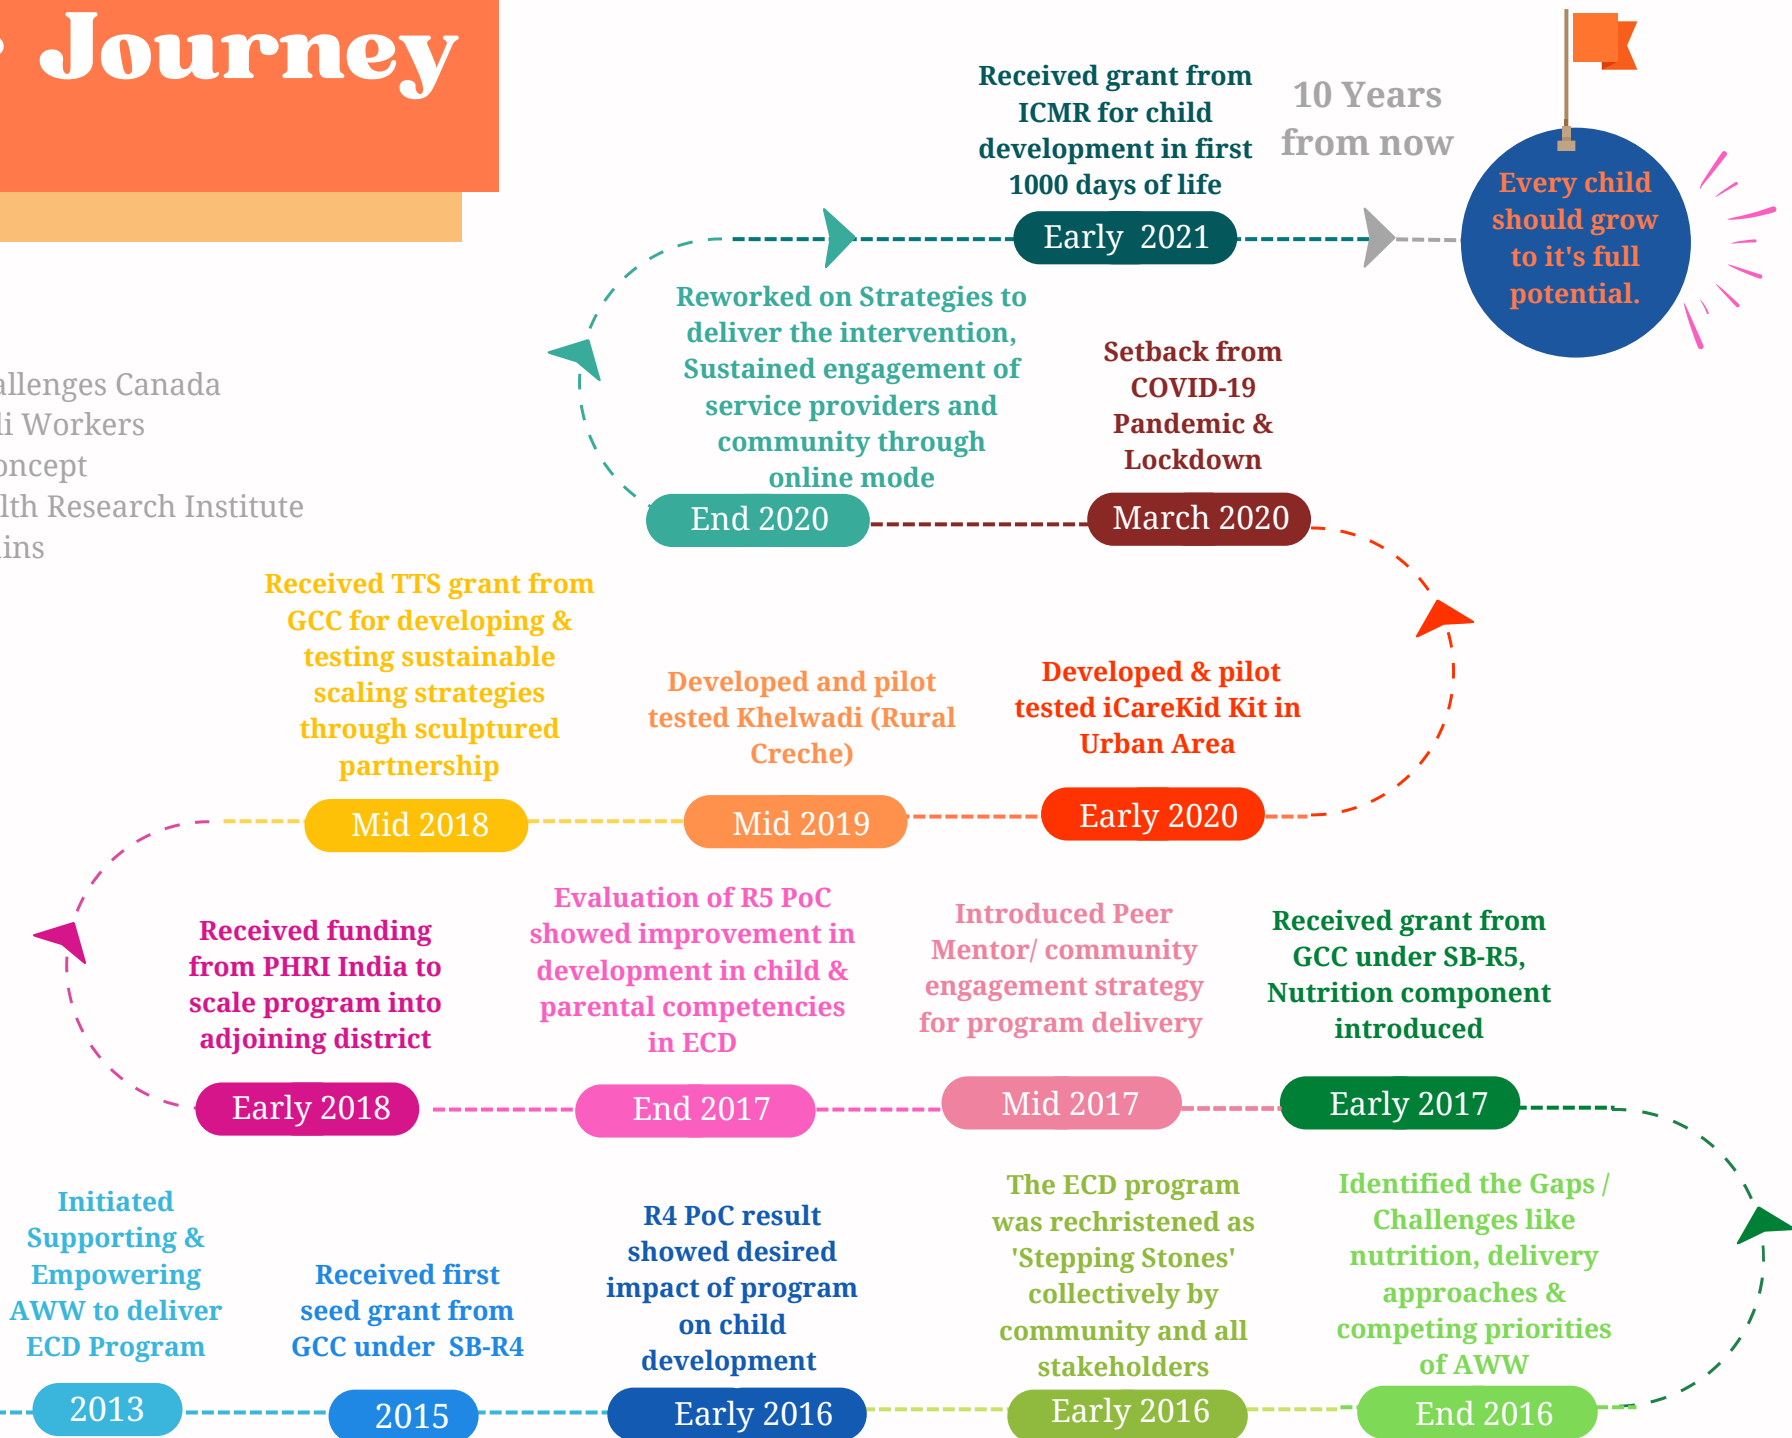 Journey
Received grant from
ICMR for child
development in first
1000 days of life
10 Years
from now
Every child
should grow
to it's full
potential.
Early 2021
Reworked on Strategies to
deliver the intervention,
Sustained engagement of
service providers and
community through
online mode
Setback from
COVID-19
Pandemic &
Lockdown
End 2020
March 2020
allenges Canada
li Workers
oncept
lth Research Institute
ins
Received TTS grant from
GCC for developing &
testing sustainable
scaling strategies
through sculptured
partnership
Developed and pilot
tested Khelwadi (Rural
Creche)
Developed & pilot
tested iCareKid Kit in
Urban Area
Mid 2018
Mid 2019
Early 2020
Received funding
from PHRI India to
scale program into
adjoining district
Evaluation of R5 PoC
showed improvement in
development in child &
parental competencies
in ECD
Introduced Peer
Mentor/ community
engagement strategy
for program delivery
Received grant from
GCC under SB-R5,
Nutrition component
introduced
Early 2018
End 2017
Mid 2017
Early 2017
Initiated
Supporting &
Empowering
AWW to deliver
ECD Program
Received first
seed grant from
GCC under SB-R4
R4 PoC result
showed desired
impact of program
on child
development
The ECD program
was rechristened as
'Stepping Stones'
collectively by
community and all
stakeholders
Identified the Gaps /
Challenges like
nutrition, delivery
approaches &
competing priorities
of AWW
2013
2015
Early 2016
Early 2016
End 2016